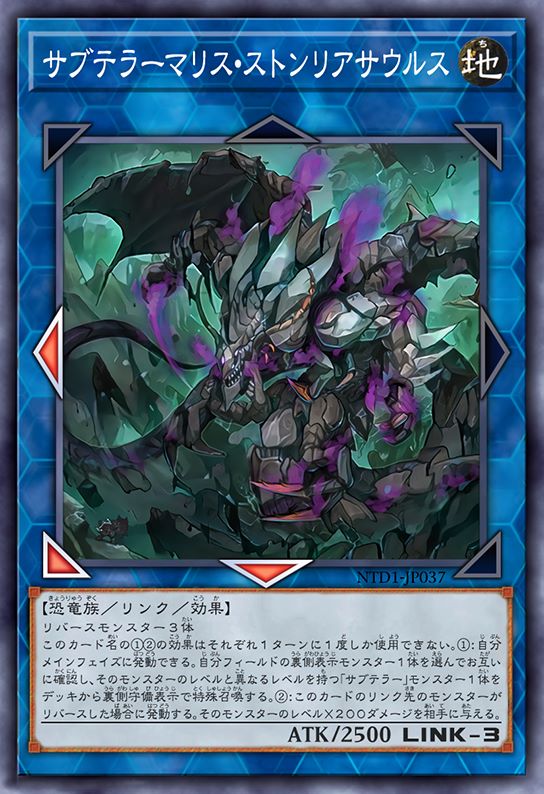 サブテラーマリス・ストンリアサウルス
地
NTD1-JP037
【恐竜族／リンク／効果】
リバースモンスター３体
このカード名の①②の効果はそれぞれ１ターンに１度しか使用できない。①：自分
メインフェイズに発動できる。自分フィールドの裏側表示モンスター1体を選んでお互い
に確認し、そのモンスターのレベルと異なるレベルを持つ「サブテラー」モンスター１体を
デッキから裏側守備表示で特殊召喚する。②：このカードのリンク先のモンスターが
リバースした場合に発動する。そのモンスターのレベル×２００ダメージを相手に与える。
ATK/2500 LINK-3